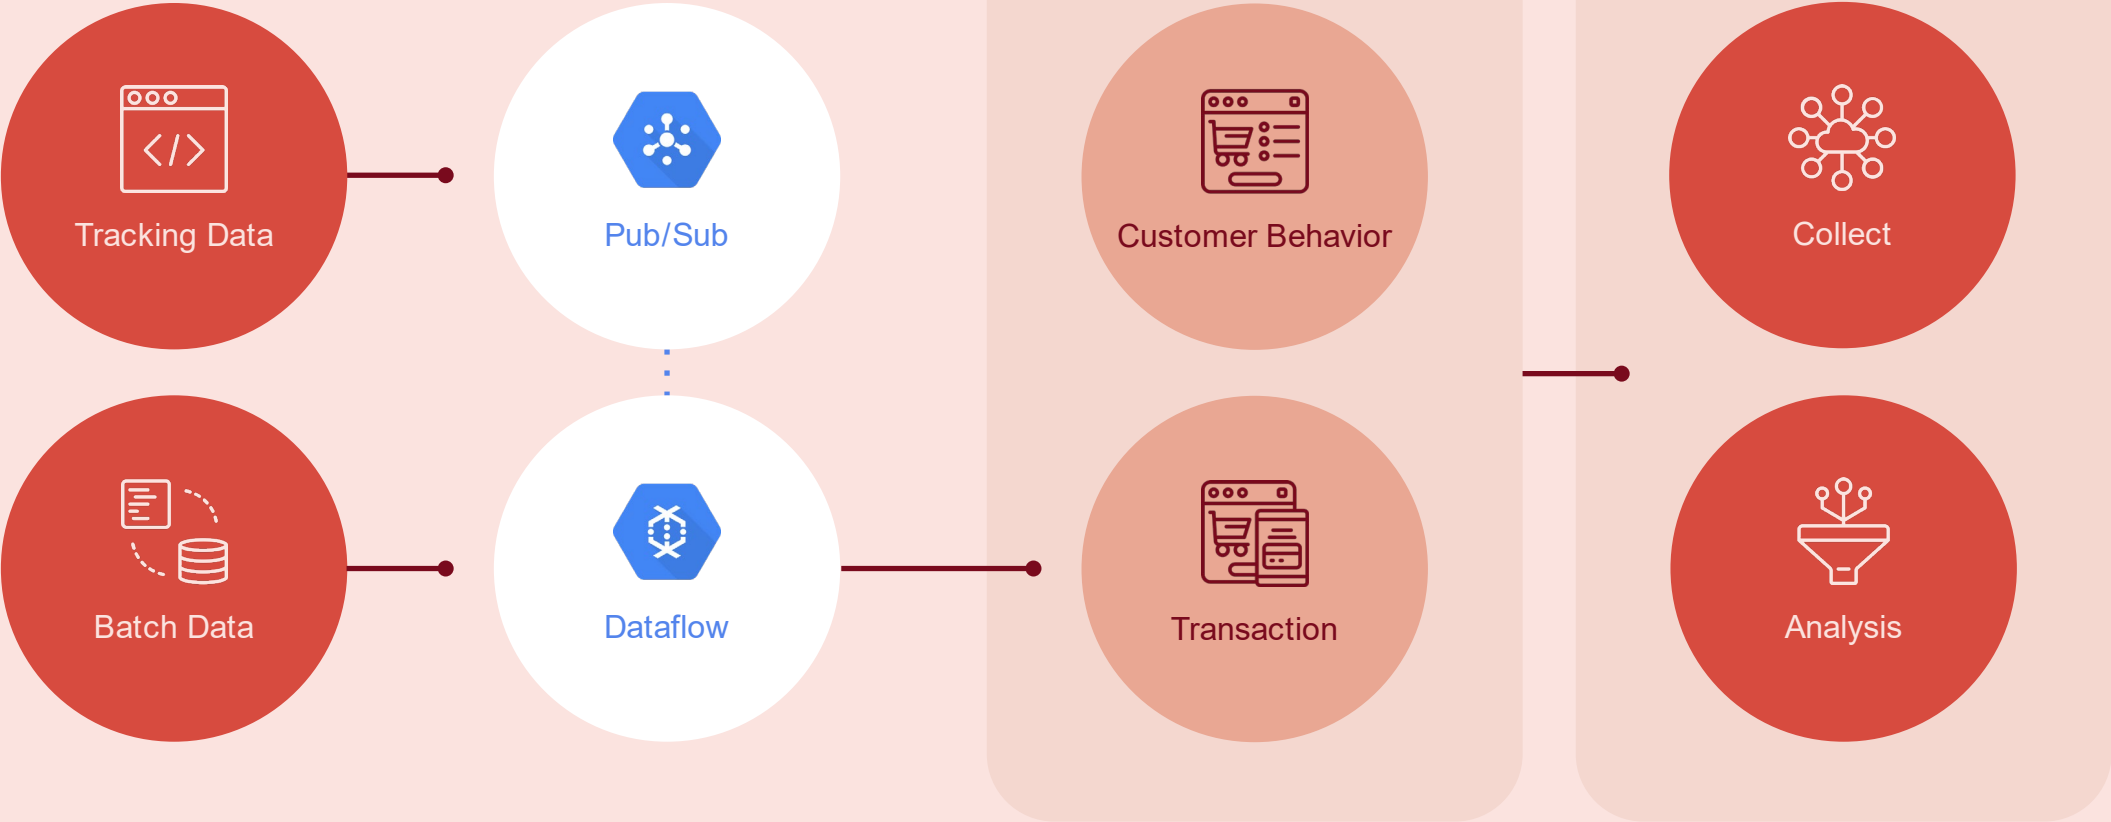 Tracking Data
Pub/Sub
Customer Behavior
Collect
Batch Data
Dataflow
Transaction
Analysis